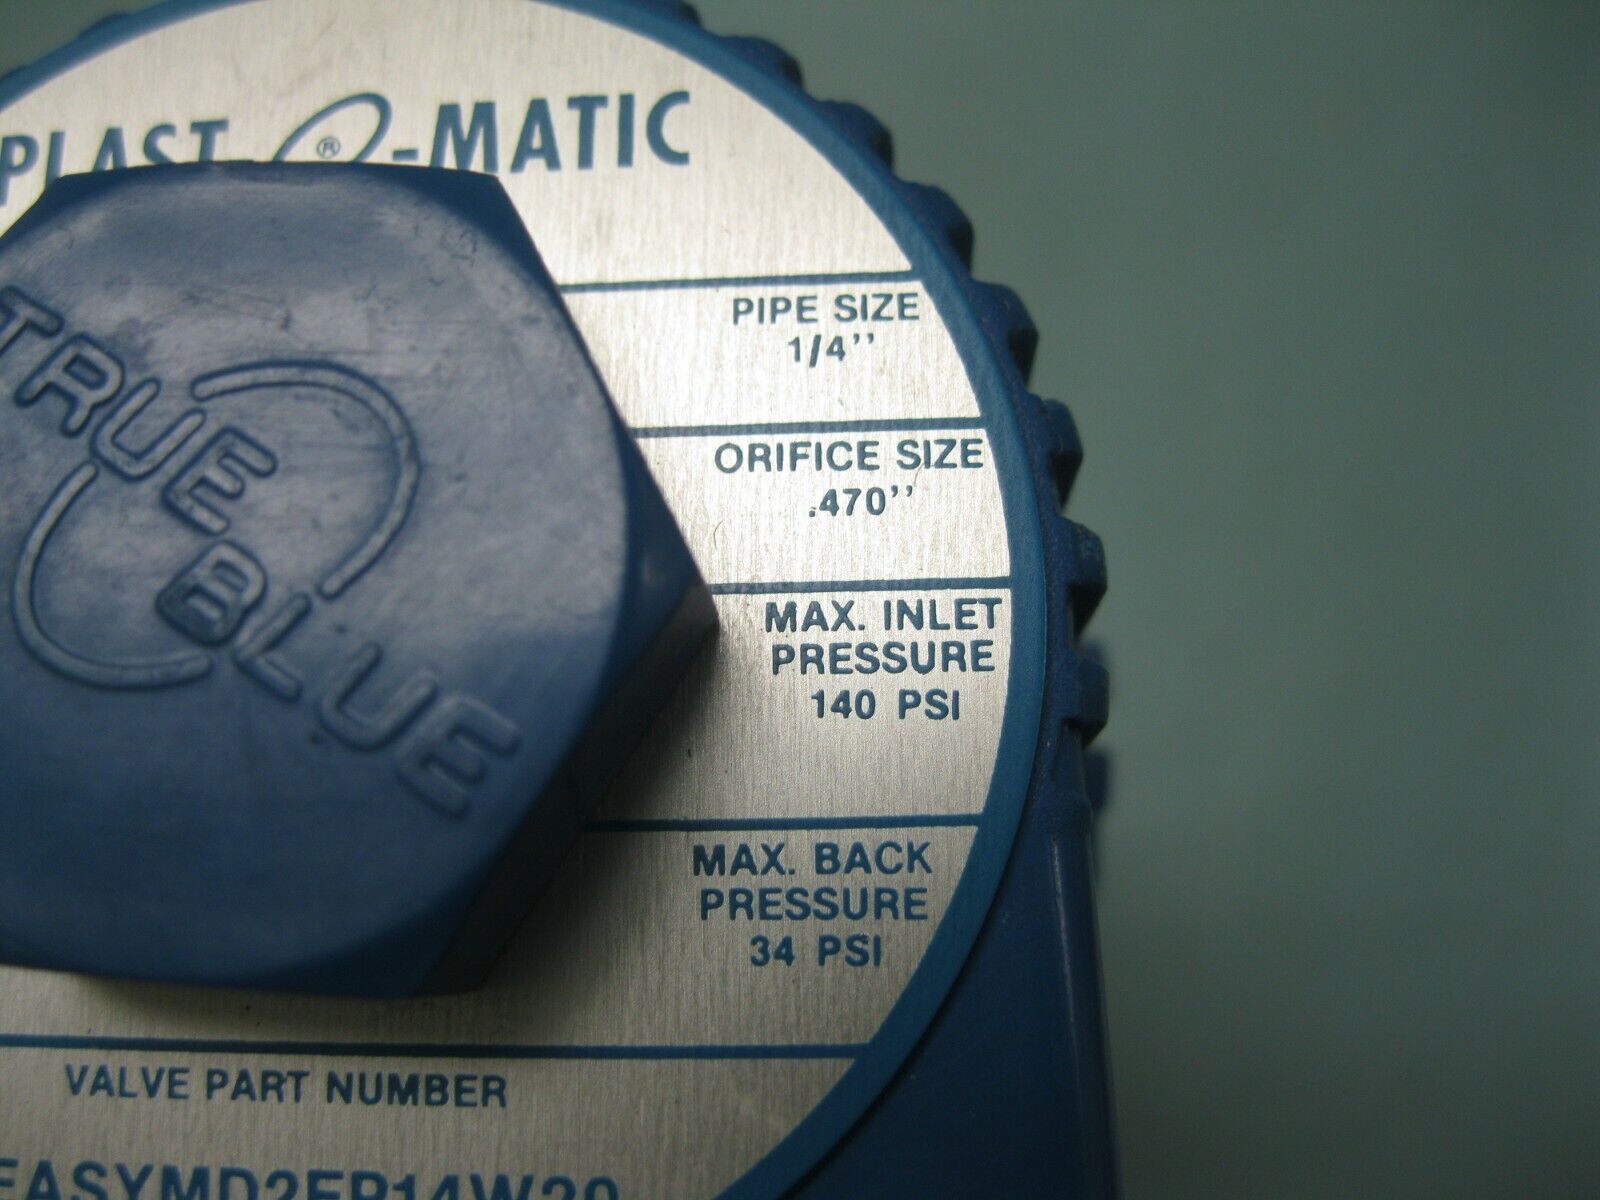 PLAST-O-MATIC
®
TRUE
BLUE
PIPE SIZE
1/4''
ORIFICE SIZE
.470''
MAX. INLET
PRESSURE
140 PSI
MAX. BACK
PRESSURE
34 PSI
VALVE PART NUMBER
EASYMD2EP14W20